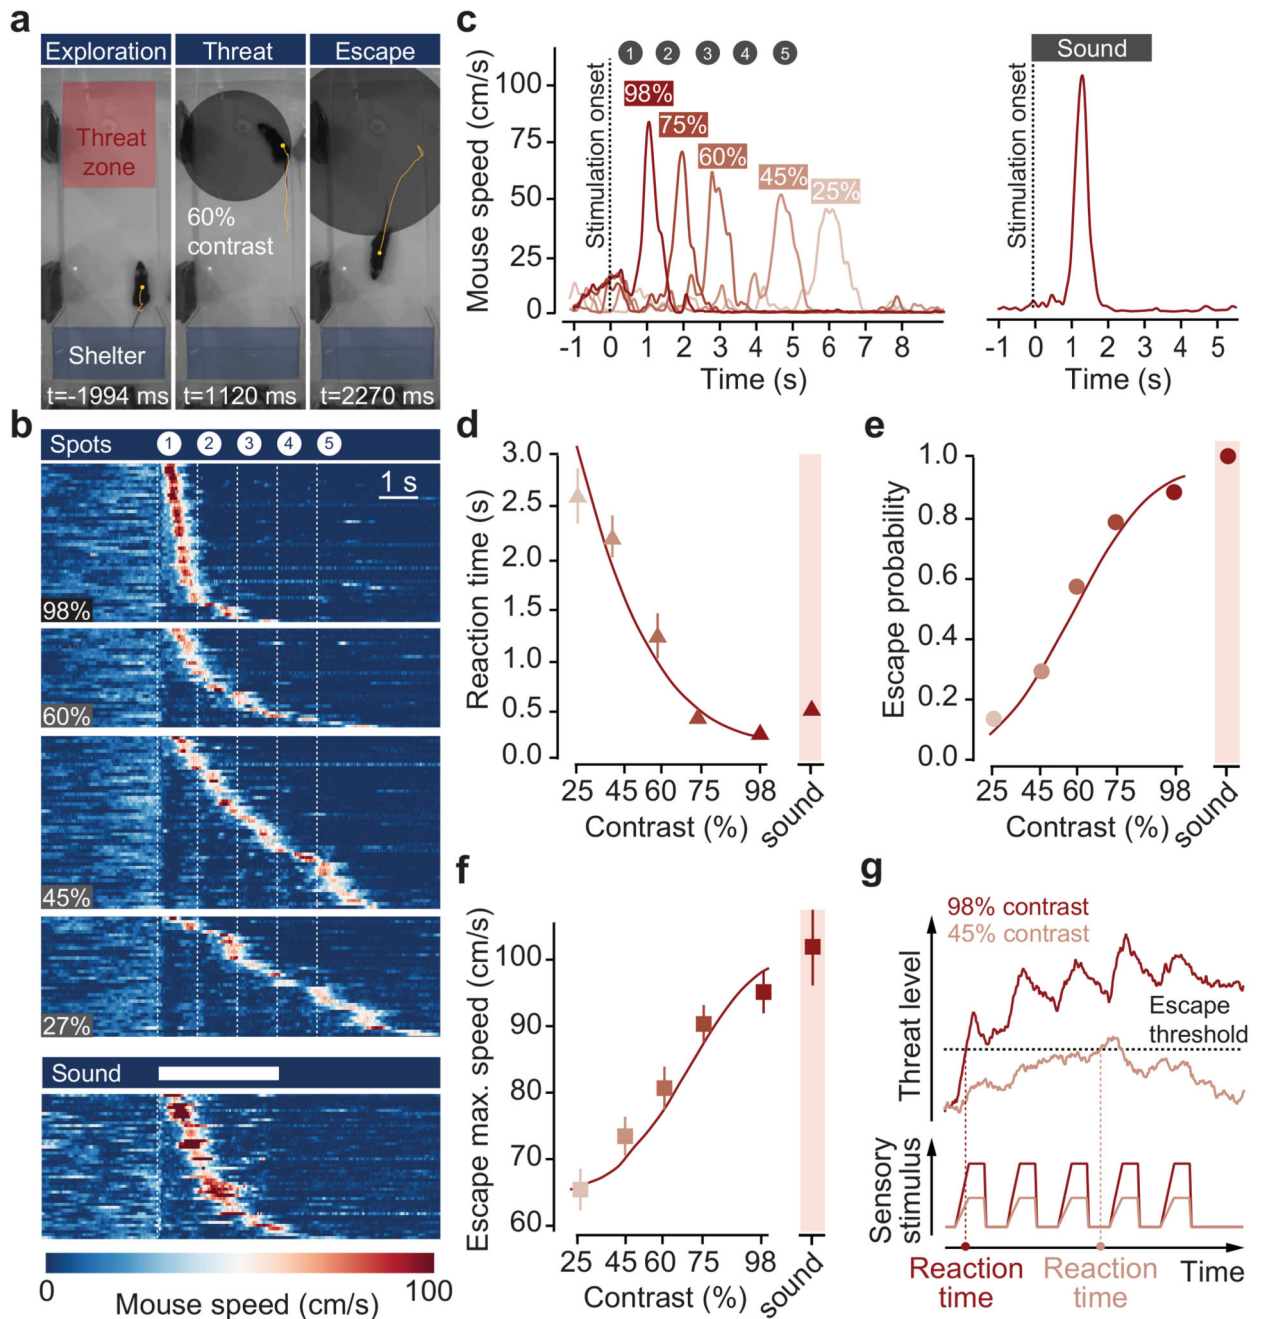 a
Exploration Threat Escape
Threat
zone
60%
contrast
Shelter
t=-1994 ms t=1120 ms t=2270 ms
b
Spots 1 2 3 4 5
1 s
98%
60%
45%
27%
Sound
0 100
Mouse speed (cm/s)
c
1 2 3 4 5
Mouse speed (cm/s)
100
75
50
25
0
Stimulation onset
98%
75%
60%
45%
25%
-1 0 1 2 3 4 5 6 7 8
Time (s)
Sound
Stimulation onset
-1 0 1 2 3 4 5
Time (s)
d
Reaction time (s)
3.0
2.5
2.0
1.5
1.0
0.5
0.0
25 45 60 75 98 sound
Contrast (%)
e
Escape probability
1.0
0.8
0.6
0.4
0.2
0.0
25 45 60 75 98 sound
Contrast (%)
f
Escape max. speed (cm/s)
100
90
80
70
60
25 45 60 75 98 sound
Contrast (%)
g
98% contrast
45% contrast
Threat level
Escape
threshold
Sensory
stimulus
Reaction
time
Reaction
time
Time